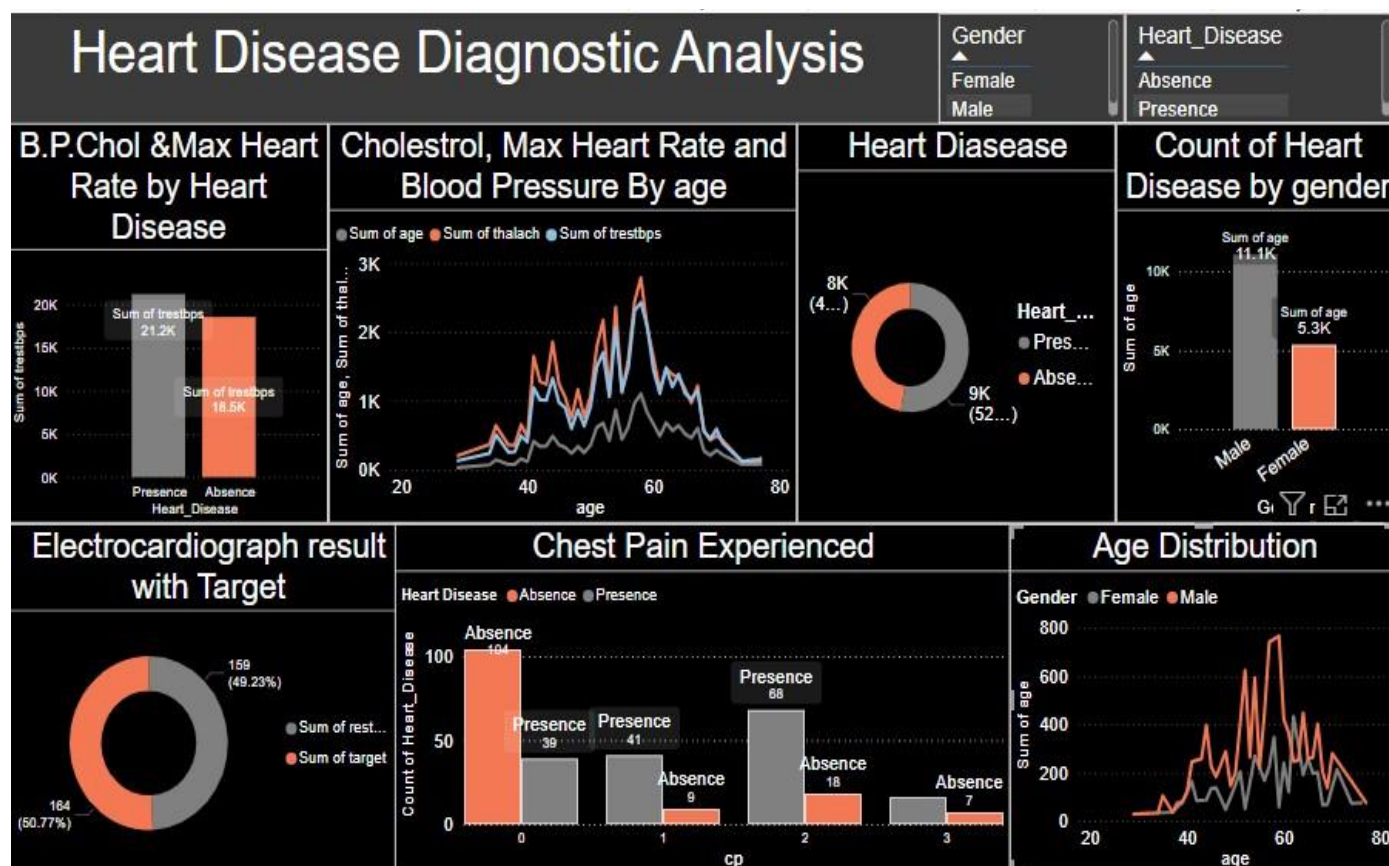 Heart Disease Diagnostic Analysis
Gender
Female
Male
Heart_Disease
Absence
Presence
B.P.Chol &Max Heart
Rate by Heart
Disease
Sum of trestbps
20K
15K
10K
5K
0K
Sum of trestbps
21.2K
Sum of trestbps
18.5K
Presence Absence
Heart_Disease
Cholestrol, Max Heart Rate and
Blood Pressure By age
Sum of age Sum of thalach Sum of trestbps
Sum of age, Sum of thal...
3K
2K
1K
0K
20 40 60 80
age
Heart Diasease
8K
(4...)
9K
(52...)
Heart_...
Pres...
Abse...
Count of Heart
Disease by gender
Sum of age
10K
5K
0K
Sum of age
11.1K
Sum of age
5.3K
Male Female
Electrocardiograph result
with Target
159
(49.23%)
164
(50.77%)
Sum of rest...
Sum of target
Chest Pain Experienced
Heart Disease Absence Presence
Count of Heart_Disease
100
50
0
Absence
104
Presence
39
Presence
41
Absence
9
Presence
68
Absence
18
Absence
7
0 1 2 3
cp
Age Distribution
Gender Female Male
Sum of age
800
600
400
200
0
20 40 60 80
age